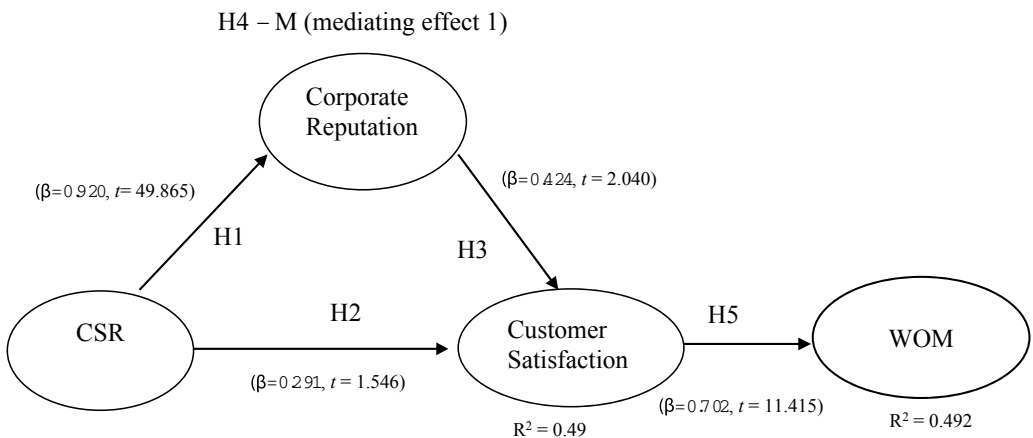 H4 – M (mediating effect 1)
Corporate
Reputation
(β=0.920, t= 49.865)
(β=0.424, t = 2.040)
H1
H3
H2
H5
CSR
Customer
Satisfaction
WOM
(β=0.291, t = 1.546)
(β=0.702, t = 11.415)
R² = 0.49
R² = 0.492